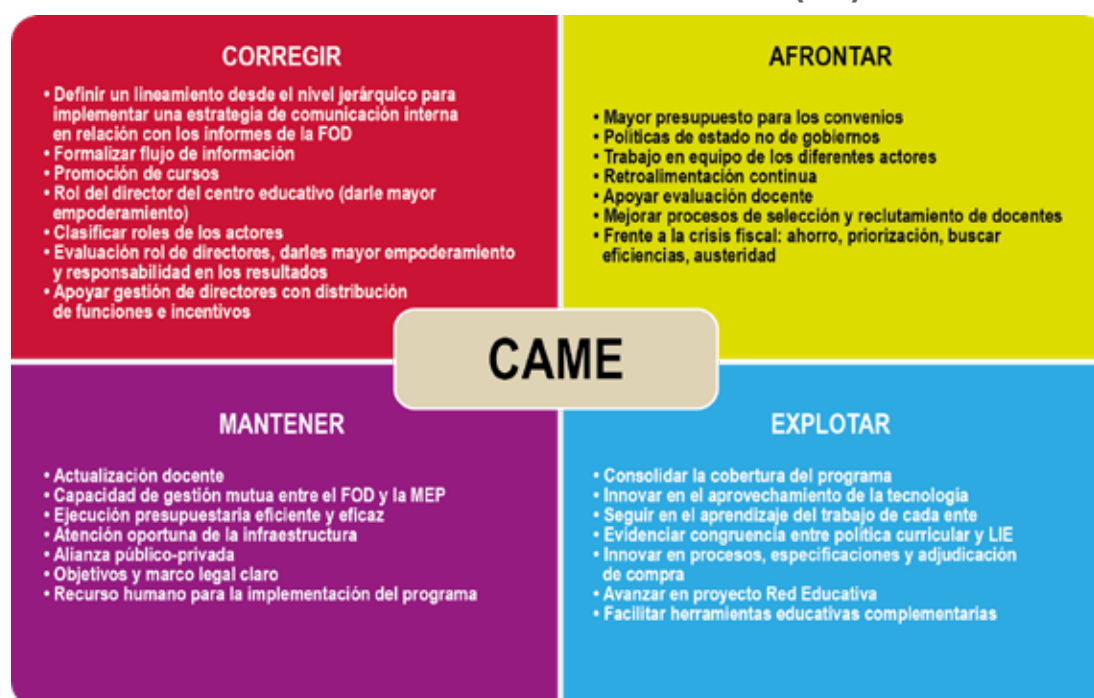 CORREGIR
• Definir un lineamiento desde el nivel jerárquico para
implementar una estrategia de comunicación interna
en relación con los informes de la FOD
• Formalizar flujo de información
• Promoción de cursos
• Rol del director del centro educativo (darle mayor
empoderamiento)
• Clasificar roles de los actores
• Evaluación rol de directores, darles mayor empoderamiento
y responsabilidad en los resultados
• Apoyar gestión de directores con distribución
de funciones e incentivos
AFRONTAR
• Mayor presupuesto para los convenios
• Políticas de estado no de gobiernos
• Trabajo en equipo de los diferentes actores
• Retroalimentación continua
• Apoyar evaluación docente
• Mejorar procesos de selección y reclutamiento de docentes
• Frente a la crisis fiscal: ahorro, priorización, buscar
eficiencias, austeridad
CAME
MANTENER
• Actualización docente
• Capacidad de gestión mutua entre el FOD y la MEP
• Ejecución presupuestaria eficiente y eficaz
• Atención oportuna de la infraestructura
• Alianza público-privada
• Objetivos y marco legal claro
• Recurso humano para la implementación del programa
EXPLOTAR
• Consolidar la cobertura del programa
• Innovar en el aprovechamiento de la tecnología
• Seguir en el aprendizaje del trabajo de cada ente
• Evidenciar congruencia entre política curricular y LIE
• Innovar en procesos, especificaciones y adjudicación
de compra
• Avanzar en proyecto Red Educativa
• Facilitar herramientas educativas complementarias